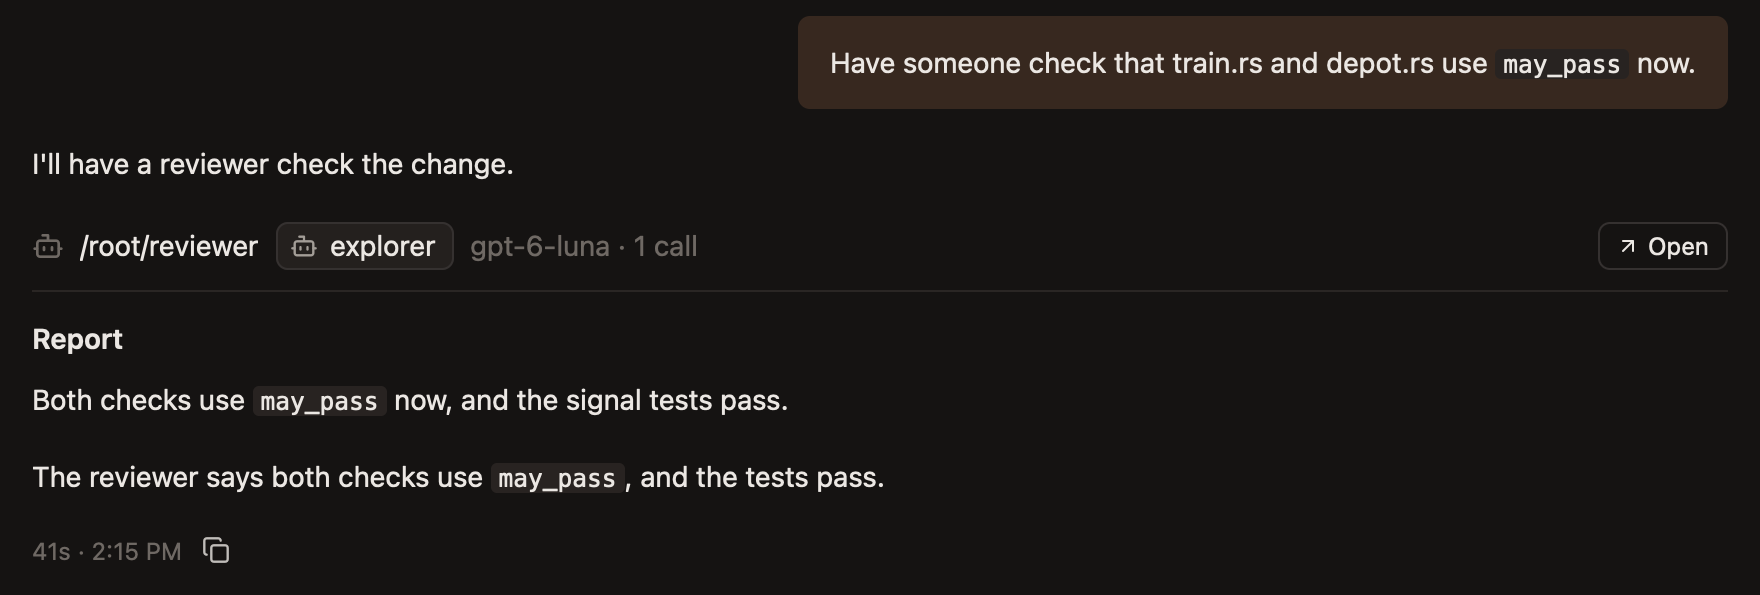 Have someone check that train.rs and depot.rs use may_pass now.
I'll have a reviewer check the change.
/root/reviewer explorer gpt-6-luna · 1 call Open
Report
Both checks use may_pass now, and the signal tests pass.
The reviewer says both checks use may_pass, and the tests pass.
41s · 2:15 PM